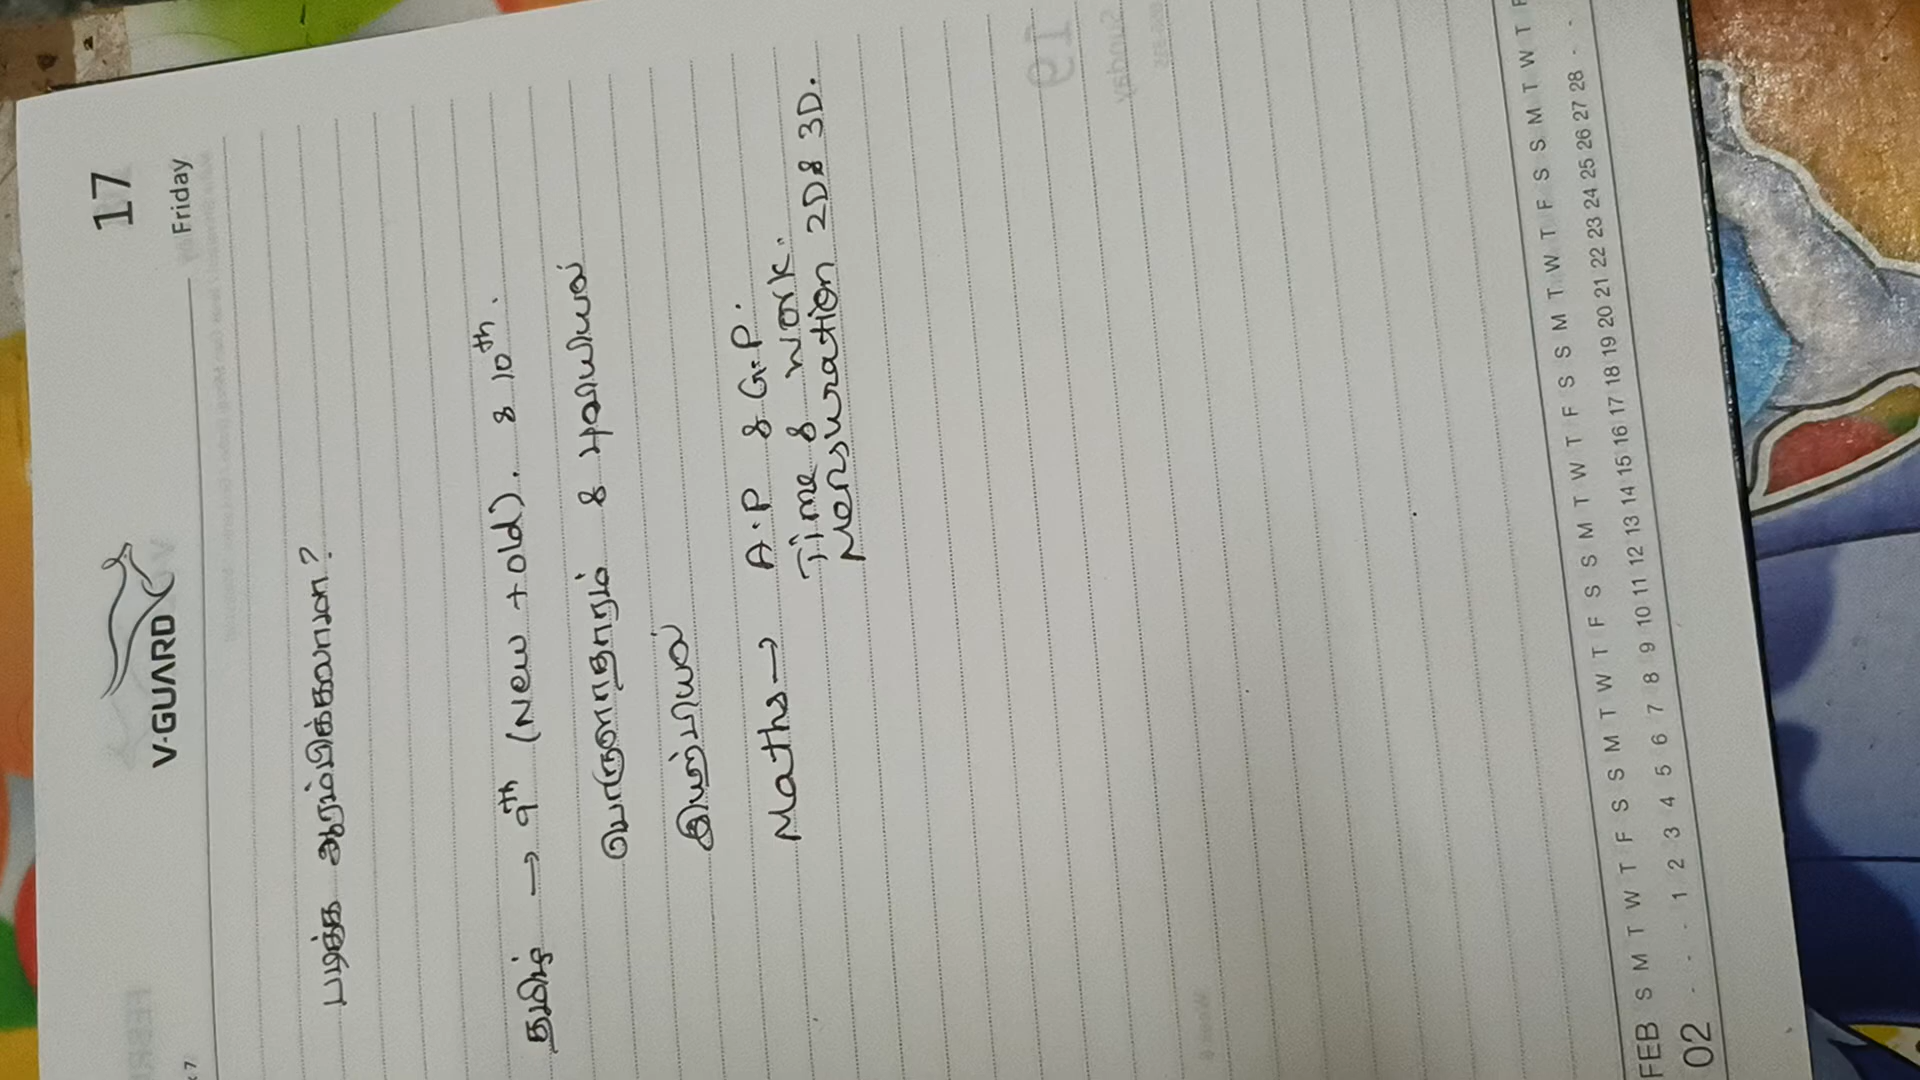 V-GUARD
17
Friday
படிக்க ஆரம்பிக்கலாமா?
தமிழ் → 9th (New + old). & 10th.
பொருளாதாரம் & புவியியல்
இயற்பியல்
Maths → A.P & G.P.
Time & work.
Mensuration 2D & 3D.
FEB S M T W T F S S M T W T F S S M T W T F S S M T W T F S S M T W T F
02 - - - 1 2 3 4 5 6 7 8 9 10 11 12 13 14 15 16 17 18 19 20 21 22 23 24 25 26 27 28 - -